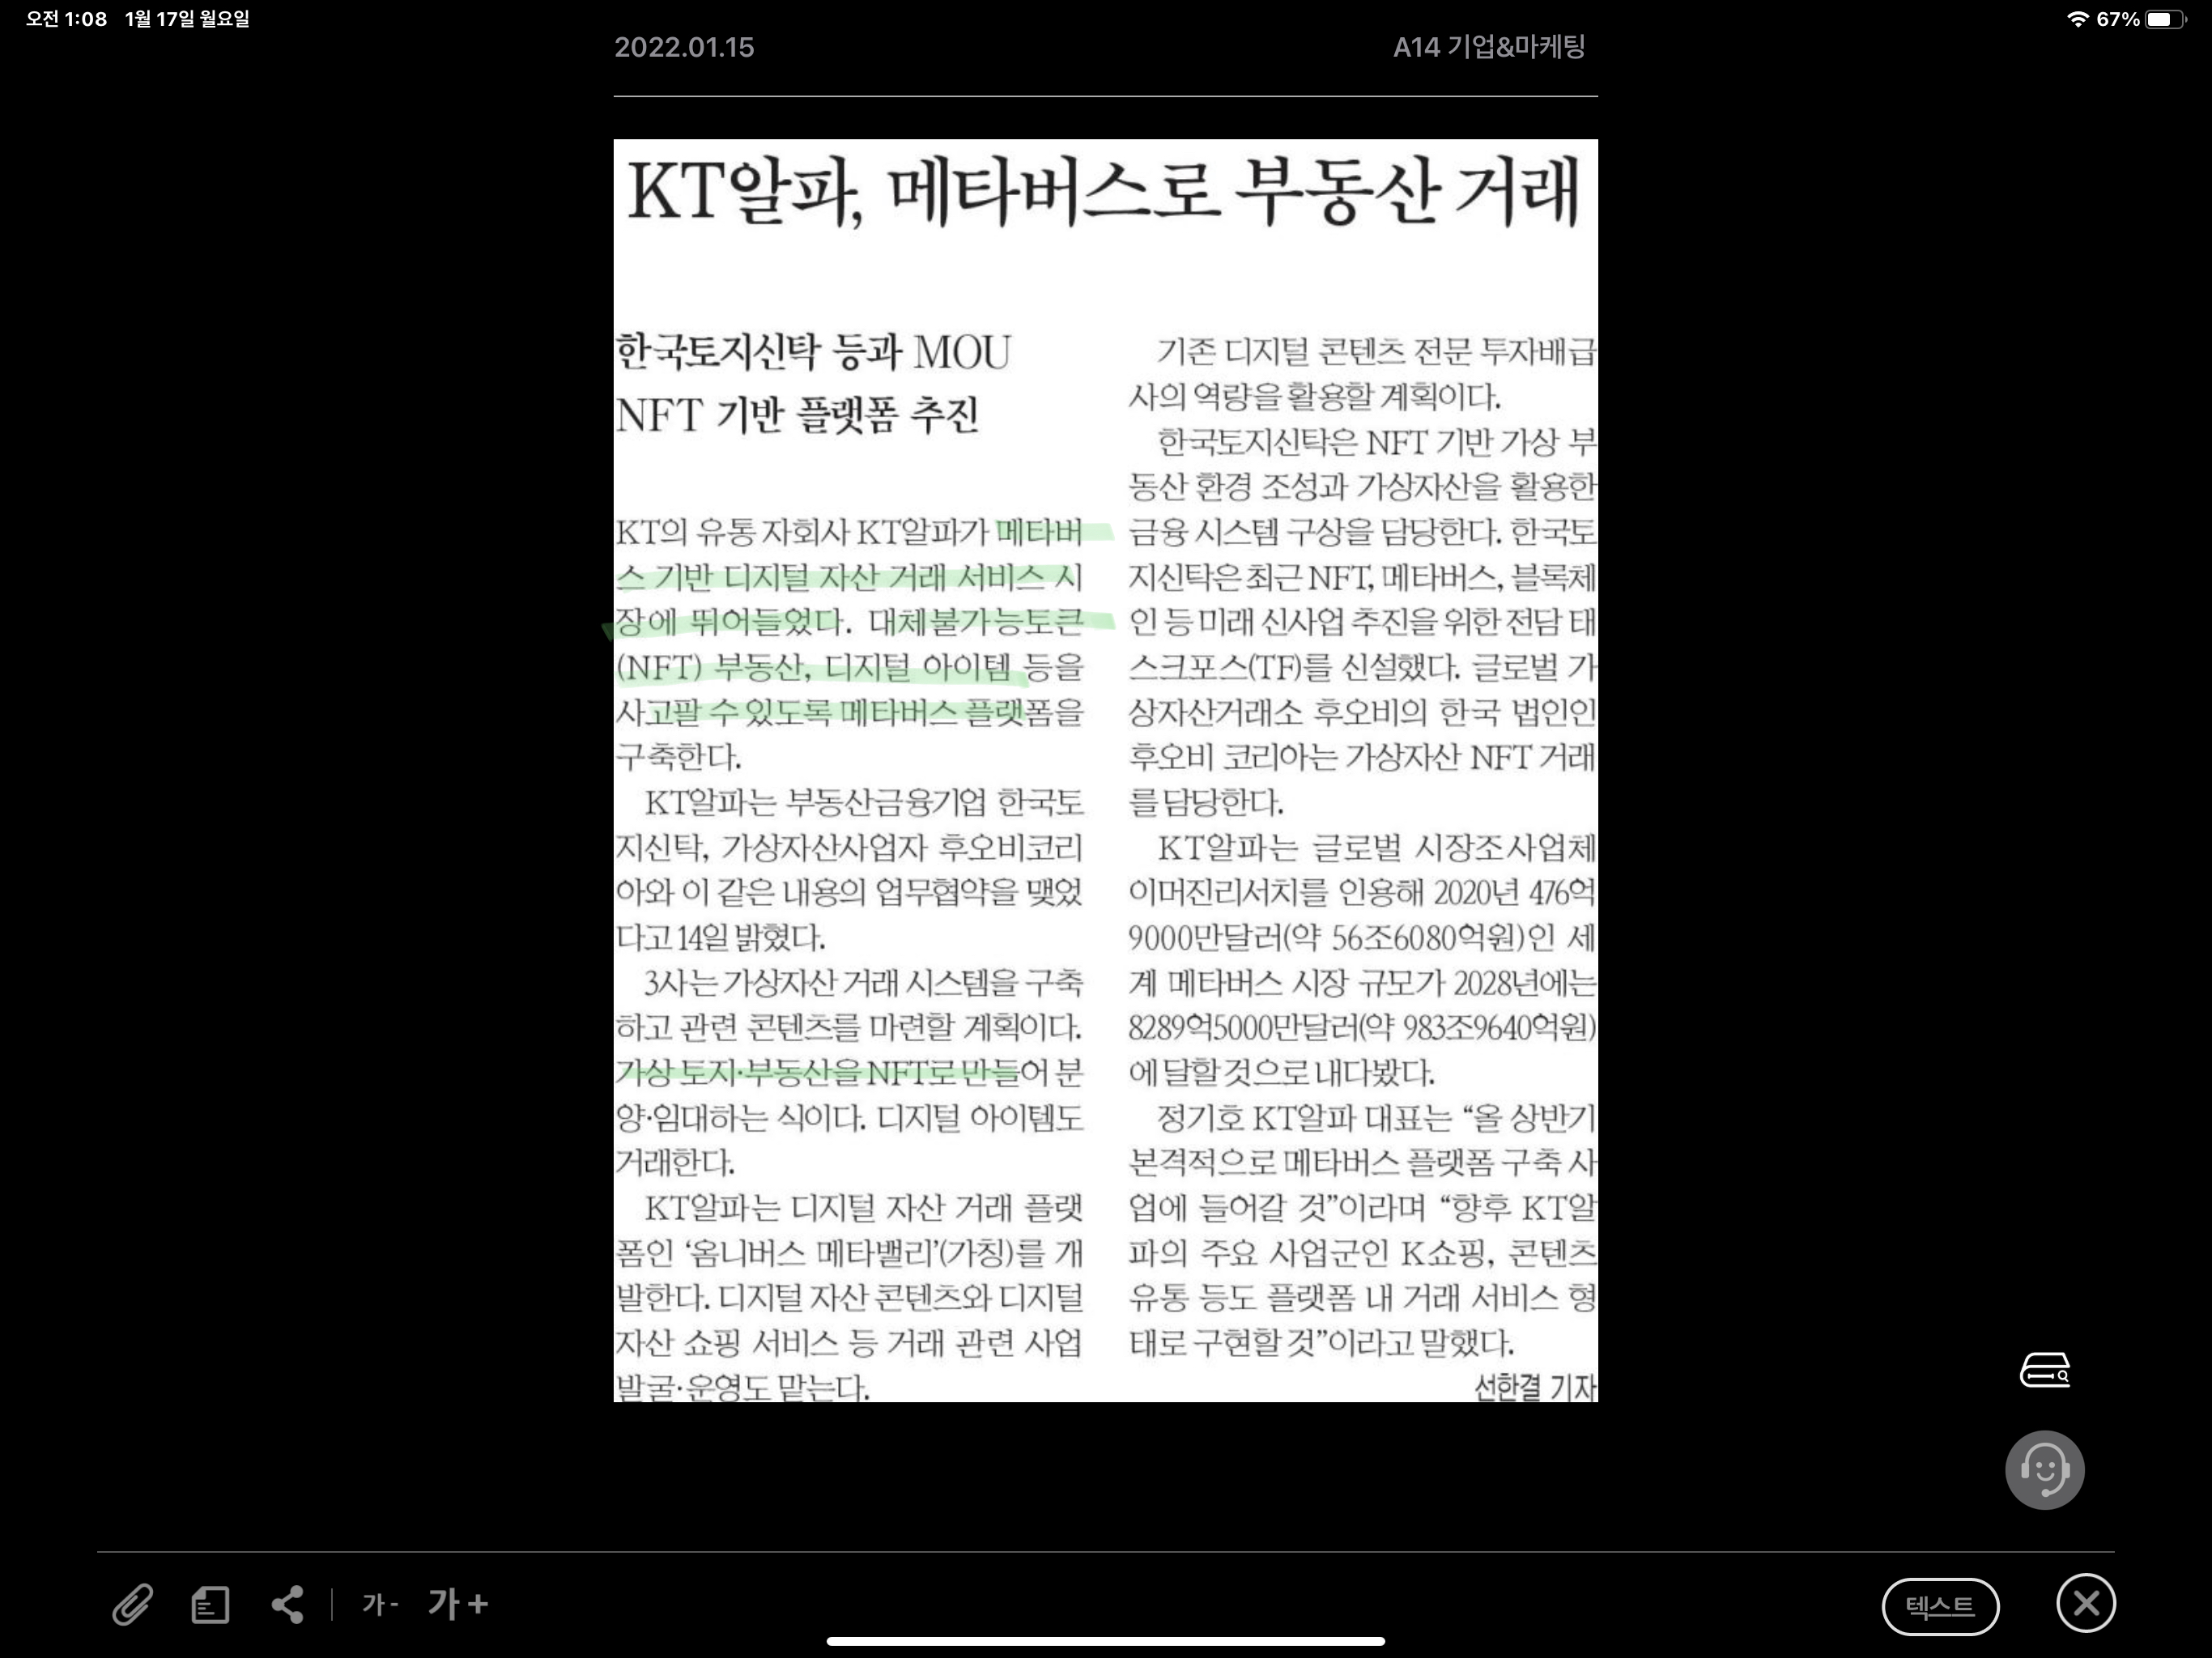 오전 1:08 1월 17일 월요일
67%
2022.01.15
A14 기업&마케팅
KT알파, 메타버스로 부동산 거래
한국토지신탁 등과 MOU
NFT 기반 플랫폼 추진
KT의 유통 자회사 KT알파가 메타버
스 기반 디지털 자산 거래 서비스 시
장에 뛰어들었다. 대체불가능토큰
(NFT) 부동산, 디지털 아이템 등을
사고팔 수 있도록 메타버스 플랫폼을
구축한다.
KT알파는 부동산금융기업 한국토
지신탁, 가상자산사업자 후오비코리
아와 이 같은 내용의 업무협약을 맺었
다고 14일 밝혔다.
3사는 가상자산 거래 시스템을 구축
하고 관련 콘텐츠를 마련할 계획이다.
가상 토지·부동산을 NFT로 만들어 분
양·임대하는 식이다. 디지털 아이템도
거래한다.
KT알파는 디지털 자산 거래 플랫
폼인 ‘옴니버스 메타밸리’(가칭)를 개
발한다. 디지털 자산 콘텐츠와 디지털
자산 쇼핑 서비스 등 거래 관련 사업
발굴·운영도 맡는다.
기존 디지털 콘텐츠 전문 투자배급
사의 역량을 활용할 계획이다.
한국토지신탁은 NFT 기반 가상 부
동산 환경 조성과 가상자산을 활용한
금융 시스템 구상을 담당한다. 한국토
지신탁은 최근 NFT, 메타버스, 블록체
인 등 미래 신사업 추진을 위한 전담 태
스크포스(TF)를 신설했다. 글로벌 가
상자산거래소 후오비의 한국 법인인
후오비 코리아는 가상자산 NFT 거래
를 담당한다.
KT알파는 글로벌 시장조사업체
이머진리서치를 인용해 2020년 476억
9000만달러(약 56조6080억원)인 세
계 메타버스 시장 규모가 2028년에는
8289억5000만달러(약 983조9640억원)
에 달할 것으로 내다봤다.
정기호 KT알파 대표는 “올 상반기
본격적으로 메타버스 플랫폼 구축 사
업에 들어갈 것”이라며 “향후 KT알
파의 주요 사업군인 K쇼핑, 콘텐츠
유통 등도 플랫폼 내 거래 서비스 형
태로 구현할 것”이라고 말했다.
선한결 기자
가- 가+
텍스트